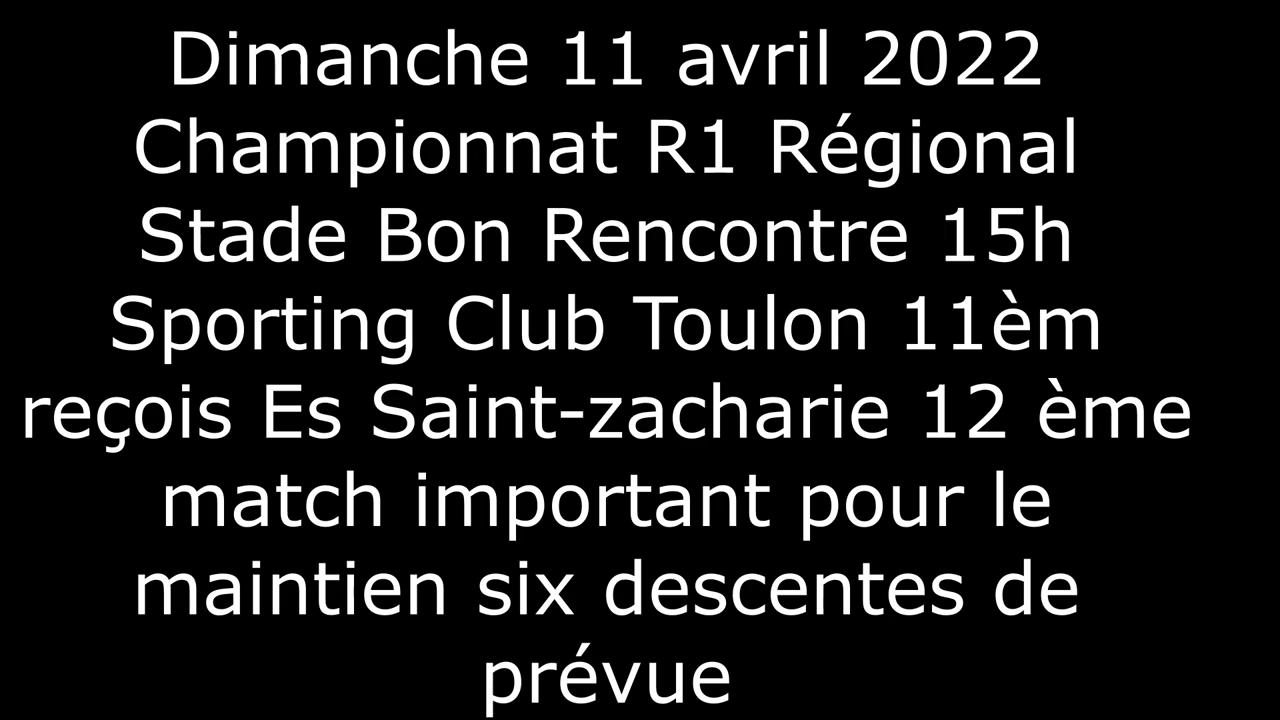 Dimanche 11 avril 2022
Championnat R1 Régional
Stade Bon Rencontre 15h
Sporting Club Toulon 11èm
reçois Es Saint-zacharie 12 ème
match important pour le
maintien six descentes de
prévue